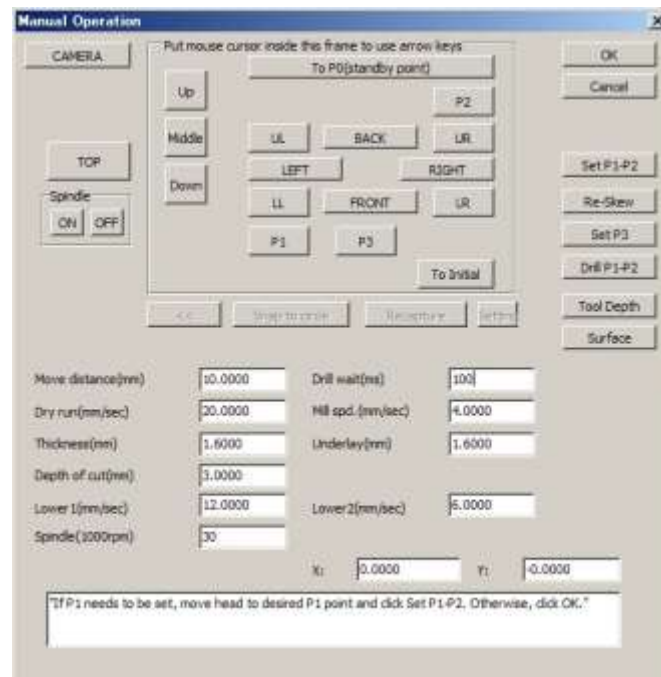 Manual Operation
CAMERA
Put mouse cursor inside this frame to use arrow keys
OK
To P0(standby point)
Cancel
Up
P2
Middle
UL
BACK
UR
TOP
LEFT
RIGHT
Set P1-P2
Down
Spindle
LL
FRONT
LR
Re-Skew
ON
OFF
P1
P3
Set P3
To Initial
Drill P1-P2
<<
Snap to circle
Recapture
Setting
Tool Depth
Surface
Move distance(mm) 10.0000 Drill wait(ms) 100
Dry run(mm/sec) 20.0000 Mill spd.(mm/sec) 4.0000
Thickness(mm) 1.6000 Underlay(mm) 1.6000
Depth of cut(mm) 3.0000
Lower 1(mm/sec) 12.0000 Lower2(mm/sec) 6.0000
Spindle(1000rpm) 30
X: 0.0000 Y: -0.0000
"If P1 needs to be set, move head to desired P1 point and click Set P1-P2. Otherwise, click OK."